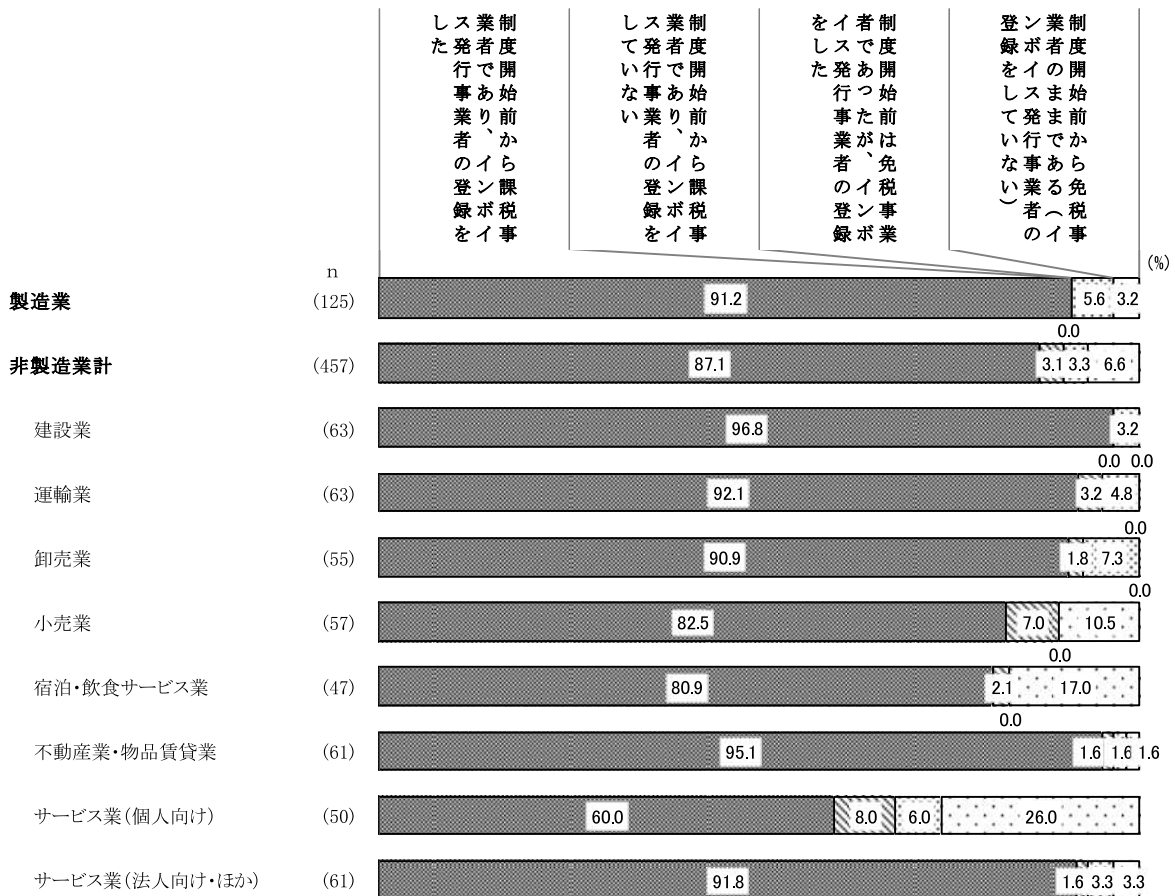 制度開始前から課税事
業者であり、インボイ
ス発行事業者の登録を
した
制度開始前から課税事
業者であり、インボイ
ス発行事業者の登録を
していない
制度開始前は免税事業
者であつたが、インボ
イス発行事業者の登録
をした
制度開始前から免税事
業者のままである(イ
ンボイス発行事業者の
登録をしていない)
n
(%)
製造業 (125) 91.2 5.6 3.2
0.0
非製造業計 (457) 87.1 3.1 3.3 6.6
建設業 (63) 96.8 3.2
0.0 0.0
運輸業 (63) 92.1 3.2 4.8
0.0
卸売業 (55) 90.9 1.8 7.3
0.0
小売業 (57) 82.5 7.0 10.5
0.0
宿泊・飲食サービス業 (47) 80.9 2.1 17.0
0.0
不動産業・物品賃貸業 (61) 95.1 1.6 1.6 1.6
サービス業(個人向け) (50) 60.0 8.0 6.0 26.0
サービス業(法人向け・ほか) (61) 91.8 1.6 3.3 3.3